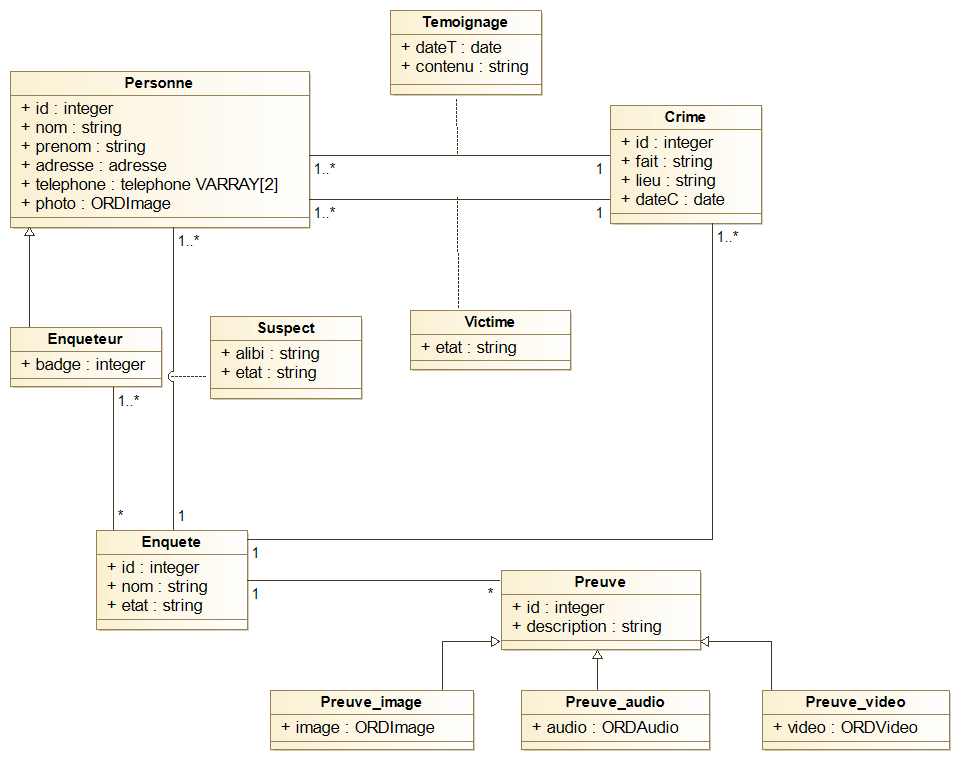 Temoignage
+ dateT : date
+ contenu : string
Personne
+ id : integer
+ nom : string
+ prenom : string
+ adresse : adresse
+ telephone : telephone VARRAY[2]
+ photo : ORDImage
Crime
+ id : integer
+ fait : string
+ lieu : string
+ dateC : date
1..*
1
1..*
1
1..*
1..*
Enqueteur
+ badge : integer
Suspect
+ alibi : string
+ etat : string
Victime
+ etat : string
1..*
*
1
Enquete
+ id : integer
+ nom : string
+ etat : string
1
1
*
Preuve
+ id : integer
+ description : string
Preuve_image
+ image : ORDImage
Preuve_audio
+ audio : ORDAudio
Preuve_video
+ video : ORDVideo